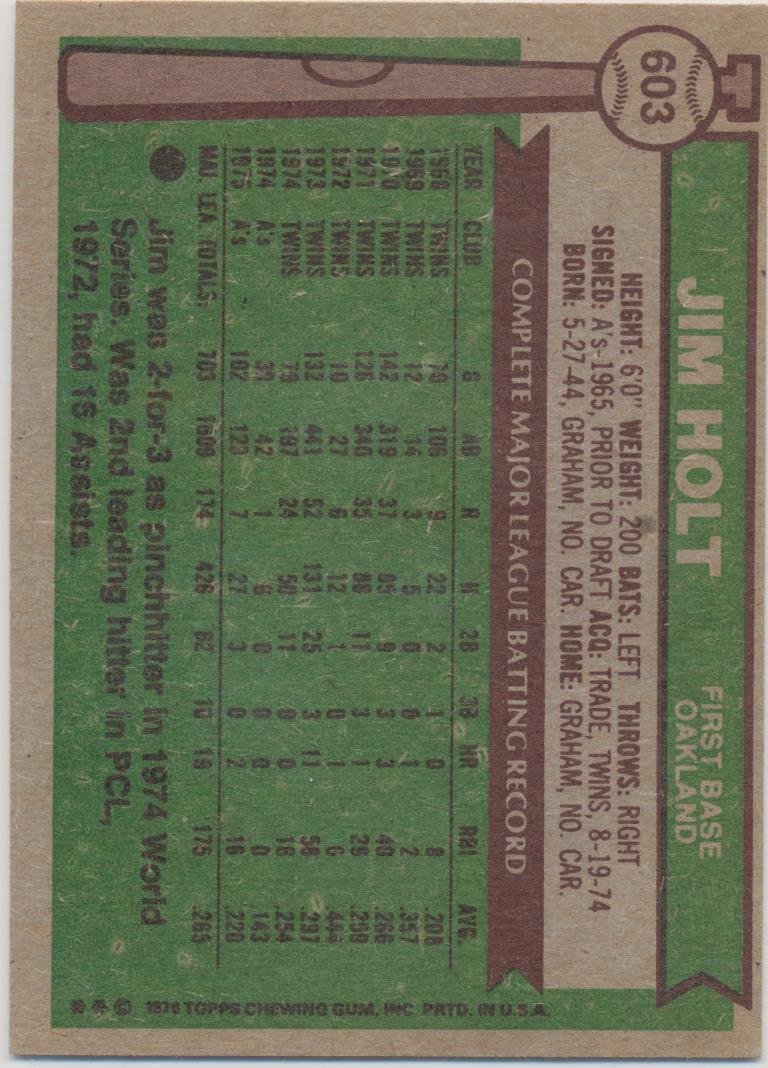 603
JIM HOLT
FIRST BASE
OAKLAND
HEIGHT: 6'0" WEIGHT: 200 BATS: LEFT THROWS: RIGHT
SIGNED: A's-1965, PRIOR TO DRAFT ACQ: TRADE, TWINS, 8-19-74
BORN: 5-27-44, GRAHAM, NO. CAR. HOME: GRAHAM, NO. CAR.
COMPLETE MAJOR LEAGUE BATTING RECORD
YEAR CLUB G AB R H 2B 3B HR RBI AVG.
1968 TWINS 70 106 9 22 2 1 0 8 .208
1969 TWINS 12 14 3 5 0 0 1 2 .357
1970 TWINS 142 319 37 85 9 3 3 40 .266
1971 TWINS 126 340 35 88 11 3 1 29 .259
1972 TWINS 10 27 6 12 1 0 1 6 .444
1973 TWINS 132 441 52 131 25 3 11 58 .297
1974 TWINS 79 197 24 50 11 0 0 16 .254
1974 A's 30 42 1 6 0 0 0 0 .143
1975 A's 102 123 7 27 3 0 2 16 .220
MAJ. LEA. TOTALS: 703 1609 174 426 62 10 19 175 .265
Jim was 2-for-3 as pinchhitter in 1974 World
Series. Was 2nd leading hitter in PCL,
1972, had 16 Assists.
* * © 1976 TOPPS CHEWING GUM, INC. PRTD. IN U.S.A.